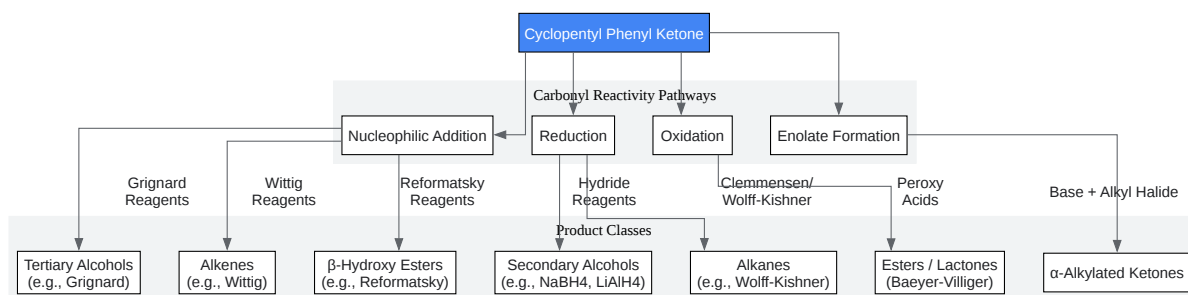 Cyclopentyl Phenyl Ketone
Carbonyl Reactivity Pathways
Nucleophilic Addition
Reduction
Oxidation
Enolate Formation
Grignard
Reagents
Wittig
Reagents
Reformatsky
Reagents
Hydride
Reagents
Clemmensen/
Wolff-Kishner
Peroxy
Acids
Base + Alkyl Halide
Product Classes
Tertiary Alcohols
(e.g., Grignard)
Alkenes
(e.g., Wittig)
β-Hydroxy Esters
(e.g., Reformatsky)
Secondary Alcohols
(e.g., NaBH4, LiAlH4)
Alkanes
(e.g., Wolff-Kishner)
Esters / Lactones
(Baeyer-Villiger)
α-Alkylated Ketones